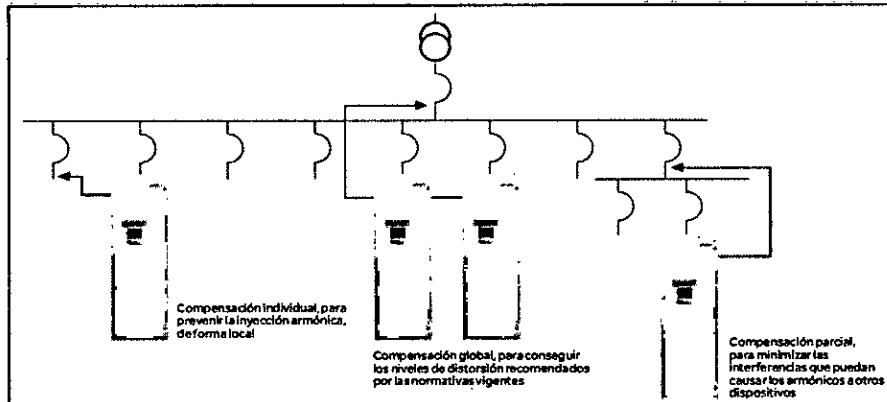 Compensación individual, para
prevenir la inyección armónica,
de forma local
Compensación global, para conseguir
los niveles de distorsión recomendados
por las normativas vigentes
Compensación parcial,
para minimizar las
interferencias que puedan
causar los armónicos a otros
dispositivos